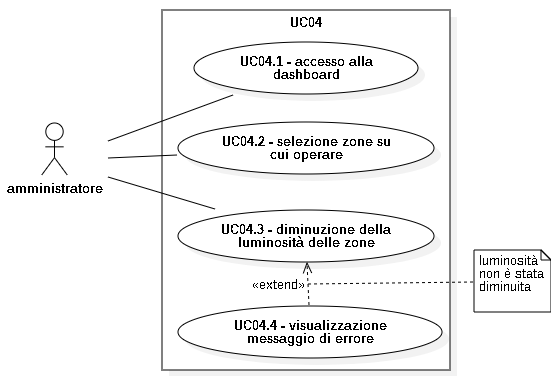 UC04
UC04.1 - accesso alla
dashboard
UC04.2 - selezione zone su
cui operare
amministratore
UC04.3 - diminuzione della
luminosità delle zone
«extend»
luminosità
non è stata
diminuita
UC04.4 - visualizzazione
messaggio di errore